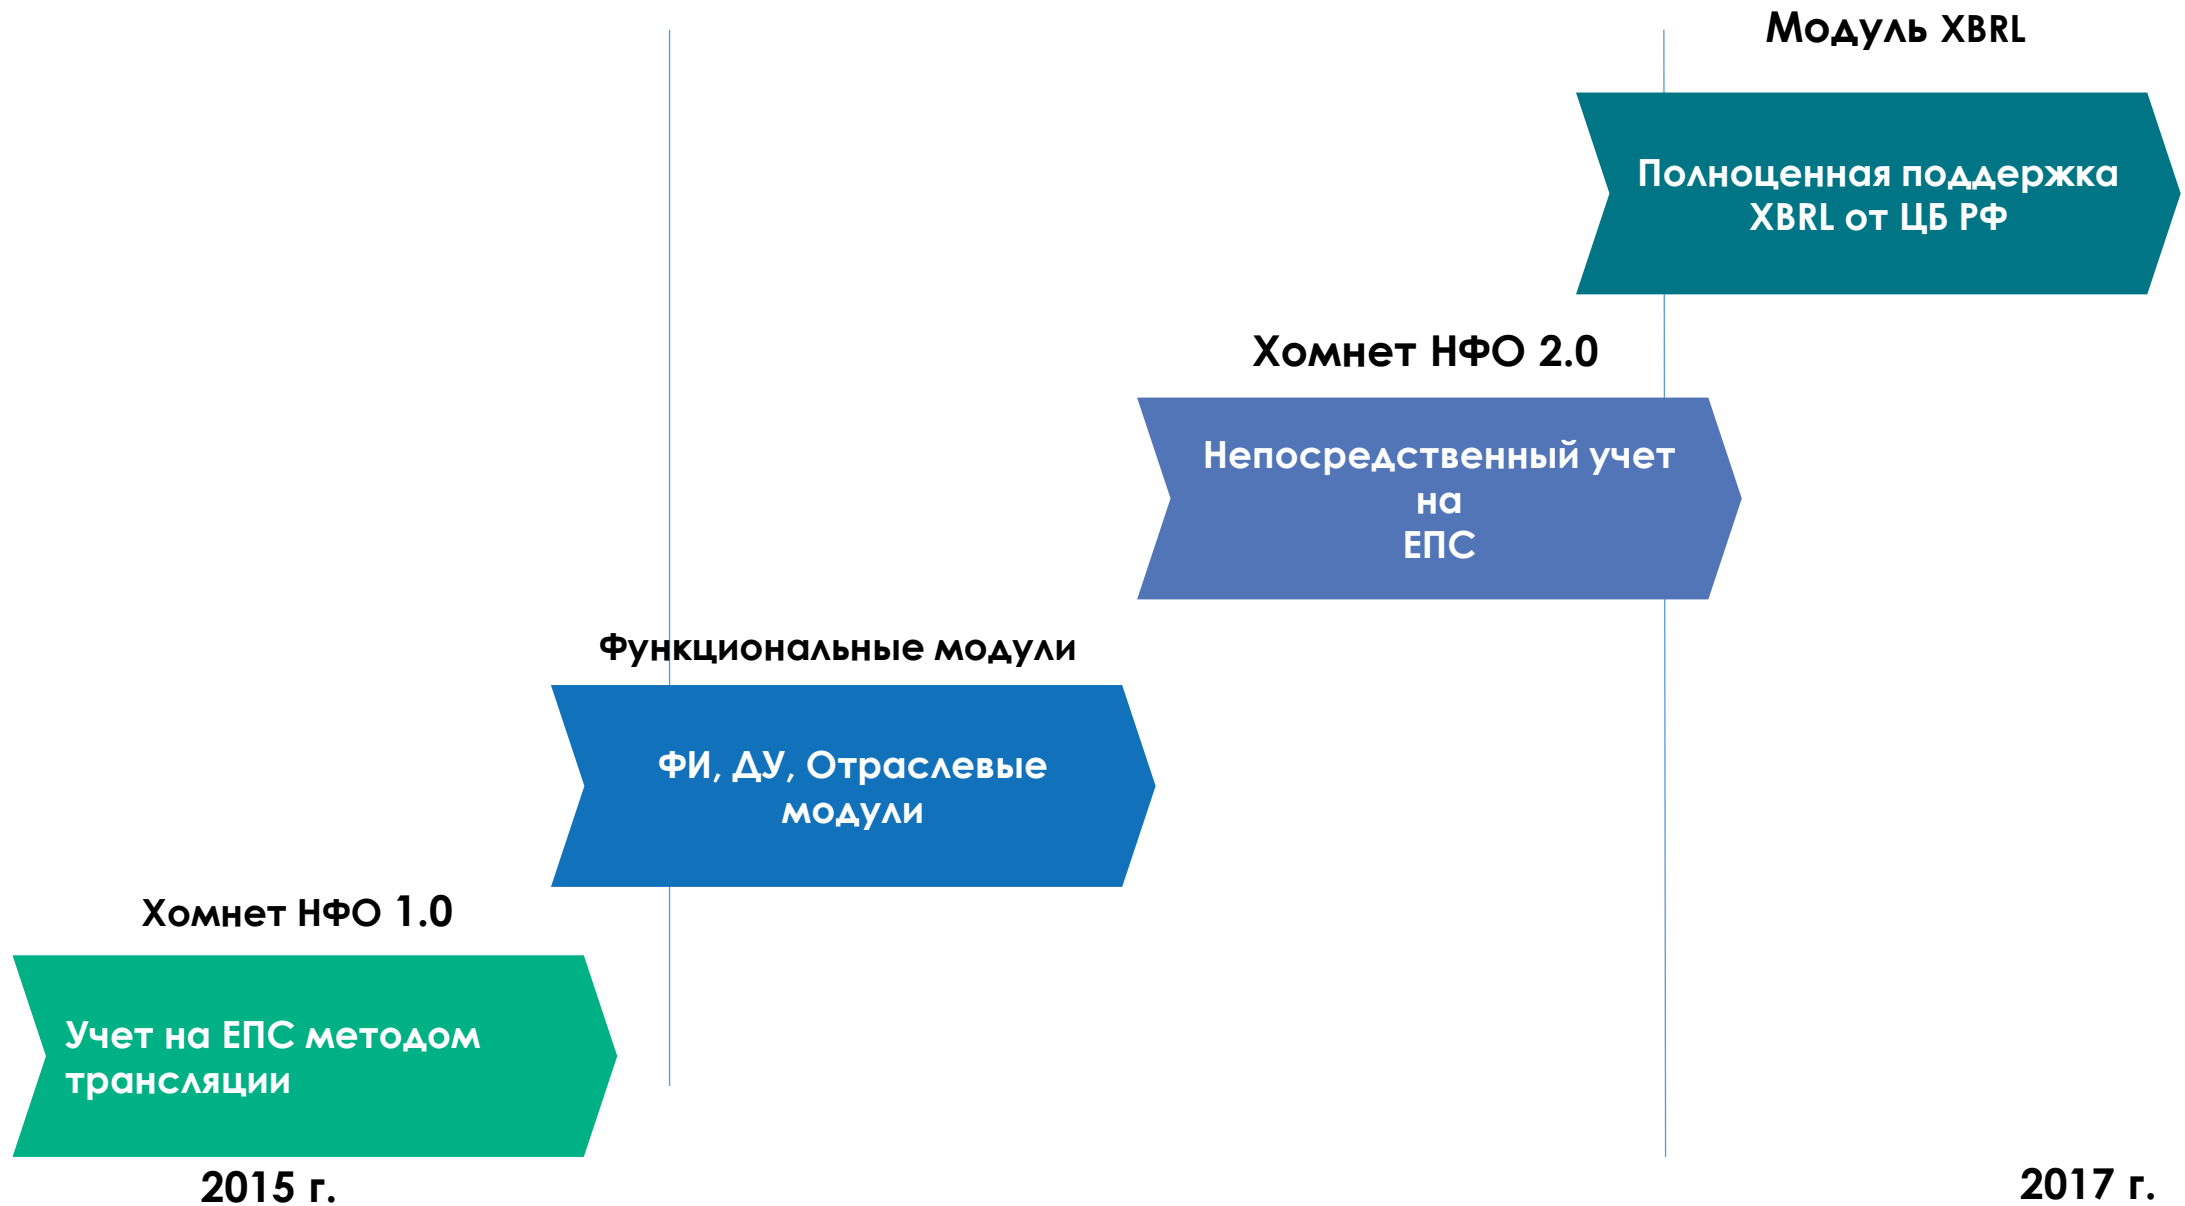 Модуль XBRL
Полноценная поддержка
XBRL от ЦБ РФ
Хомнет НФО 2.0
Непосредственный учет
на
ЕПС
Функциональные модули
ФИ, ДУ, Отраслевые
модули
Хомнет НФО 1.0
Учет на ЕПС методом
трансляции
2015 г.
2017 г.